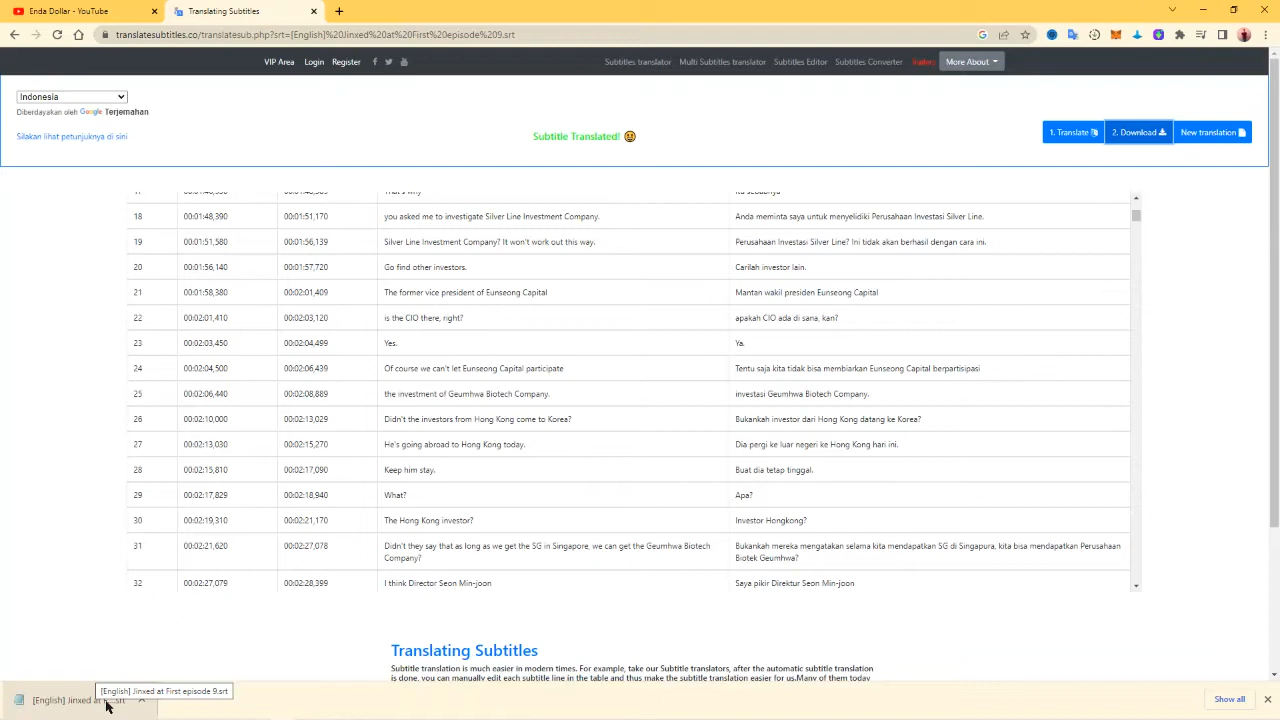 Enda Dollar - YouTube
Translating Subtitles
translatesubtitles.co/translatesub.php?srt=[English]%20Jinxed%20at%20First%20episode%209.srt
VIP Area Login Register Subtitles translator Multi Subtitles translator Subtitles Editor Subtitles Converter More About
Indonesia
Diberdayakan oleh Google Terjemahan
Silakan lihat petunjuknya di sini
Subtitle Translated!
1. Translate 2. Download New translation
18 00:01:48,390 00:01:51,170 you asked me to investigate Silver Line Investment Company. Anda meminta saya untuk menyelidiki Perusahaan Investasi Silver Line.
19 00:01:51,580 00:01:56,139 Silver Line Investment Company? It won't work out this way. Perusahaan Investasi Silver Line? Ini tidak akan berhasil dengan cara ini.
20 00:01:56,140 00:01:57,720 Go find other investors. Carilah investor lain.
21 00:01:58,380 00:02:01,409 The former vice president of Eunseong Capital Mantan wakil presiden Eunseong Capital
22 00:02:01,410 00:02:03,120 is the CIO there, right? apakah CIO ada di sana, kan?
23 00:02:03,450 00:02:04,499 Yes. Ya.
24 00:02:04,500 00:02:06,439 Of course we can't let Eunseong Capital participate Tentu saja kita tidak bisa membiarkan Eunseong Capital berpartisipasi
25 00:02:06,440 00:02:08,889 the investment of Geumhwa Biotech Company. investasi Geumhwa Biotech Company.
26 00:02:10,000 00:02:13,029 Didn't the investors from Hong Kong come to Korea? Bukankah investor dari Hong Kong datang ke Korea?
27 00:02:13,030 00:02:15,270 He's going abroad to Hong Kong today. Dia pergi ke luar negeri ke Hong Kong hari ini.
28 00:02:15,810 00:02:17,090 Keep him stay. Buat dia tetap tinggal.
29 00:02:17,829 00:02:18,940 What? Apa?
30 00:02:19,310 00:02:21,170 The Hong Kong investor? Investor Hongkong?
31 00:02:21,620 00:02:27,078 Didn't they say that as long as we get the SG in Singapore, we can get the Geumhwa Biotech Bukankah mereka mengatakan selama kita mendapatkan SG di Singapura, kita bisa mendapatkan Perusahaan
Company? Biotek Geumhwa?
32 00:02:27,079 00:02:28,399 I think Director Seon Min-joon Saya pikir Direktur Seon Min-joon
Translating Subtitles
Subtitle translation is much easier in modern times. For example, take our Subtitle translators, after the automatic subtitle translation
is done, you can manually edit each subtitle line in the table and thus make the subtitle translation easier for us.Many of them today
[English] Jinxed at First episode 9.srt
[English] Jinxed at
Show all